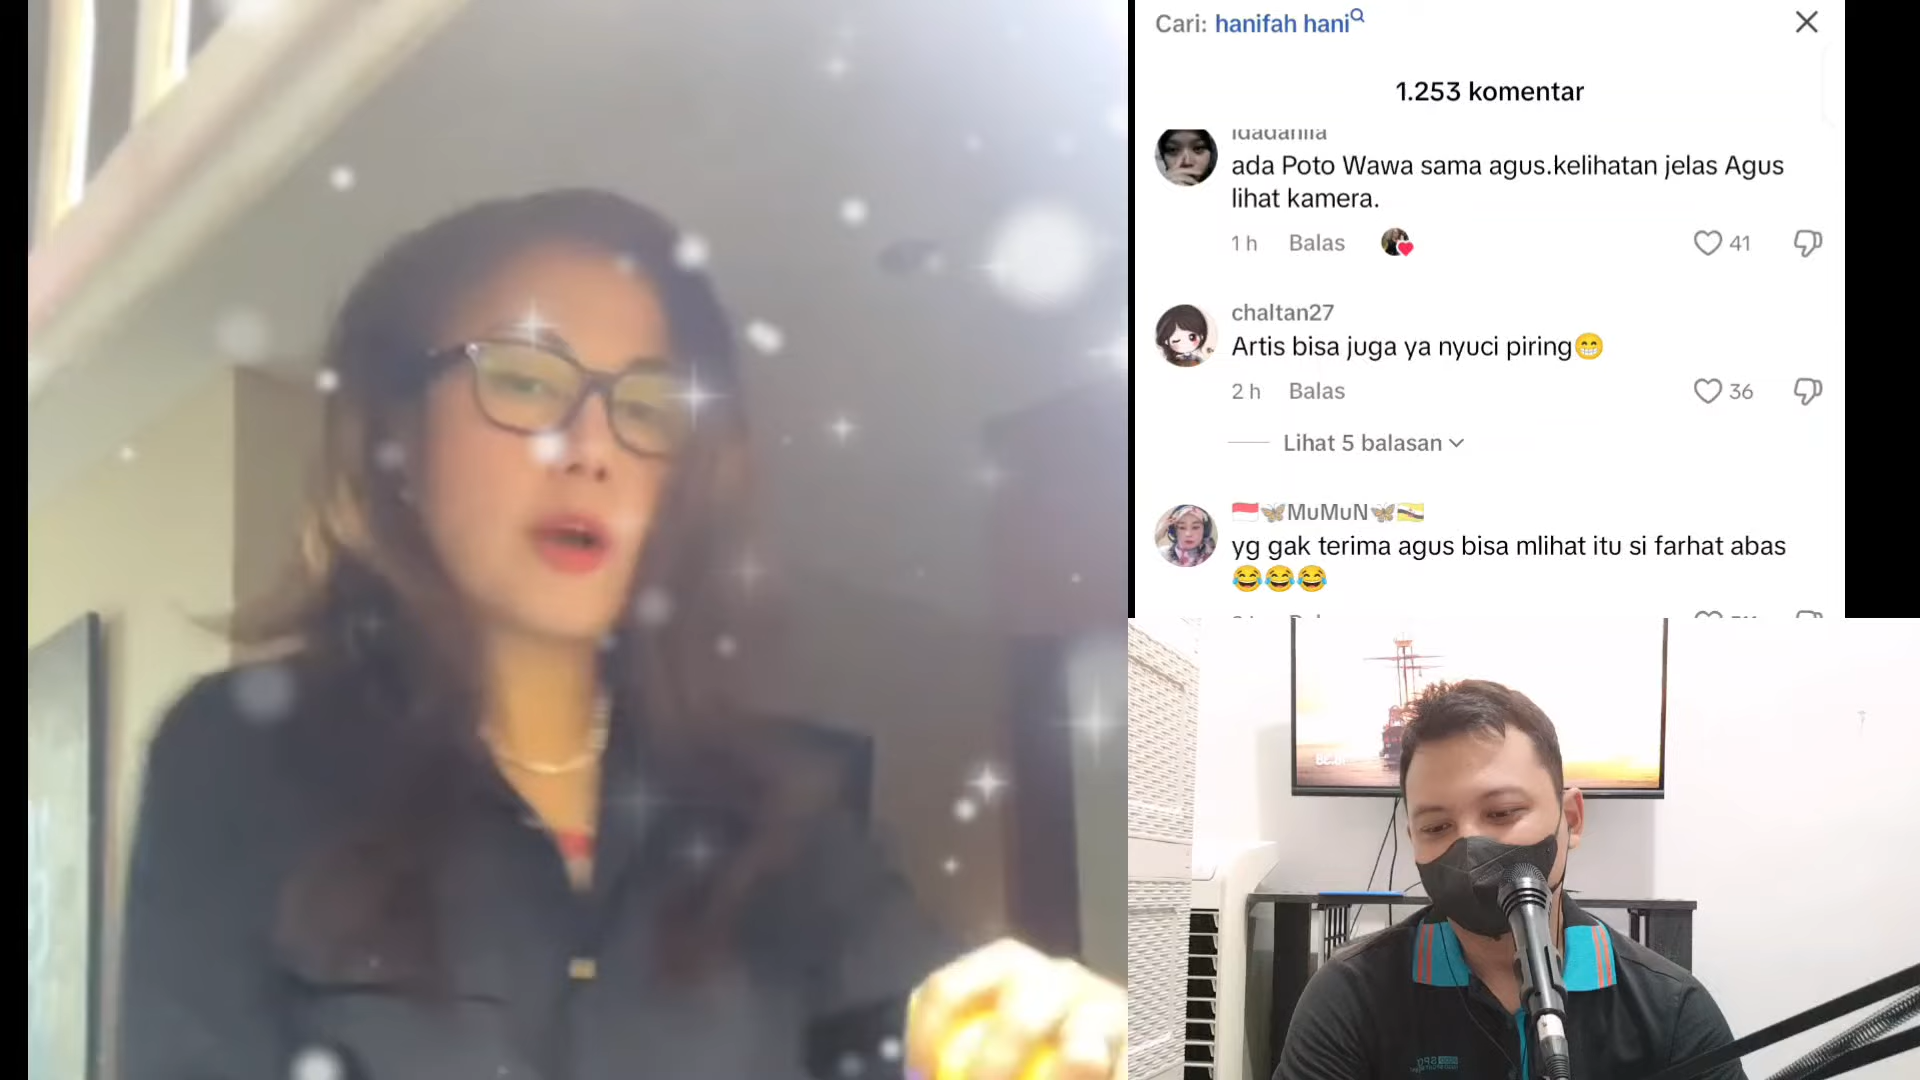 Cari: hanifah hani
1.253 komentar
idadahlia
ada Poto Wawa sama agus.kelihatan jelas Agus
lihat kamera.
1 h Balas 41
chaltan27
Artis bisa juga ya nyuci piring😁
2 h Balas 36
Lihat 5 balasan
🇮🇩🦋MuMuN🦋🇧🇳
yg gak terima agus bisa mlihat itu si farhat abas
😂😂😂